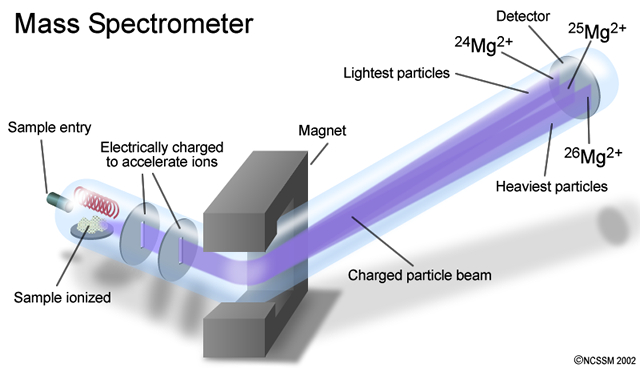 Mass Spectrometer
Detector
24Mg2+
25Mg2+
Lightest particles
Sample entry
Electrically charged
to accelerate ions
Magnet
26Mg2+
Heaviest particles
Charged particle beam
Sample ionized
©NCSSM 2002